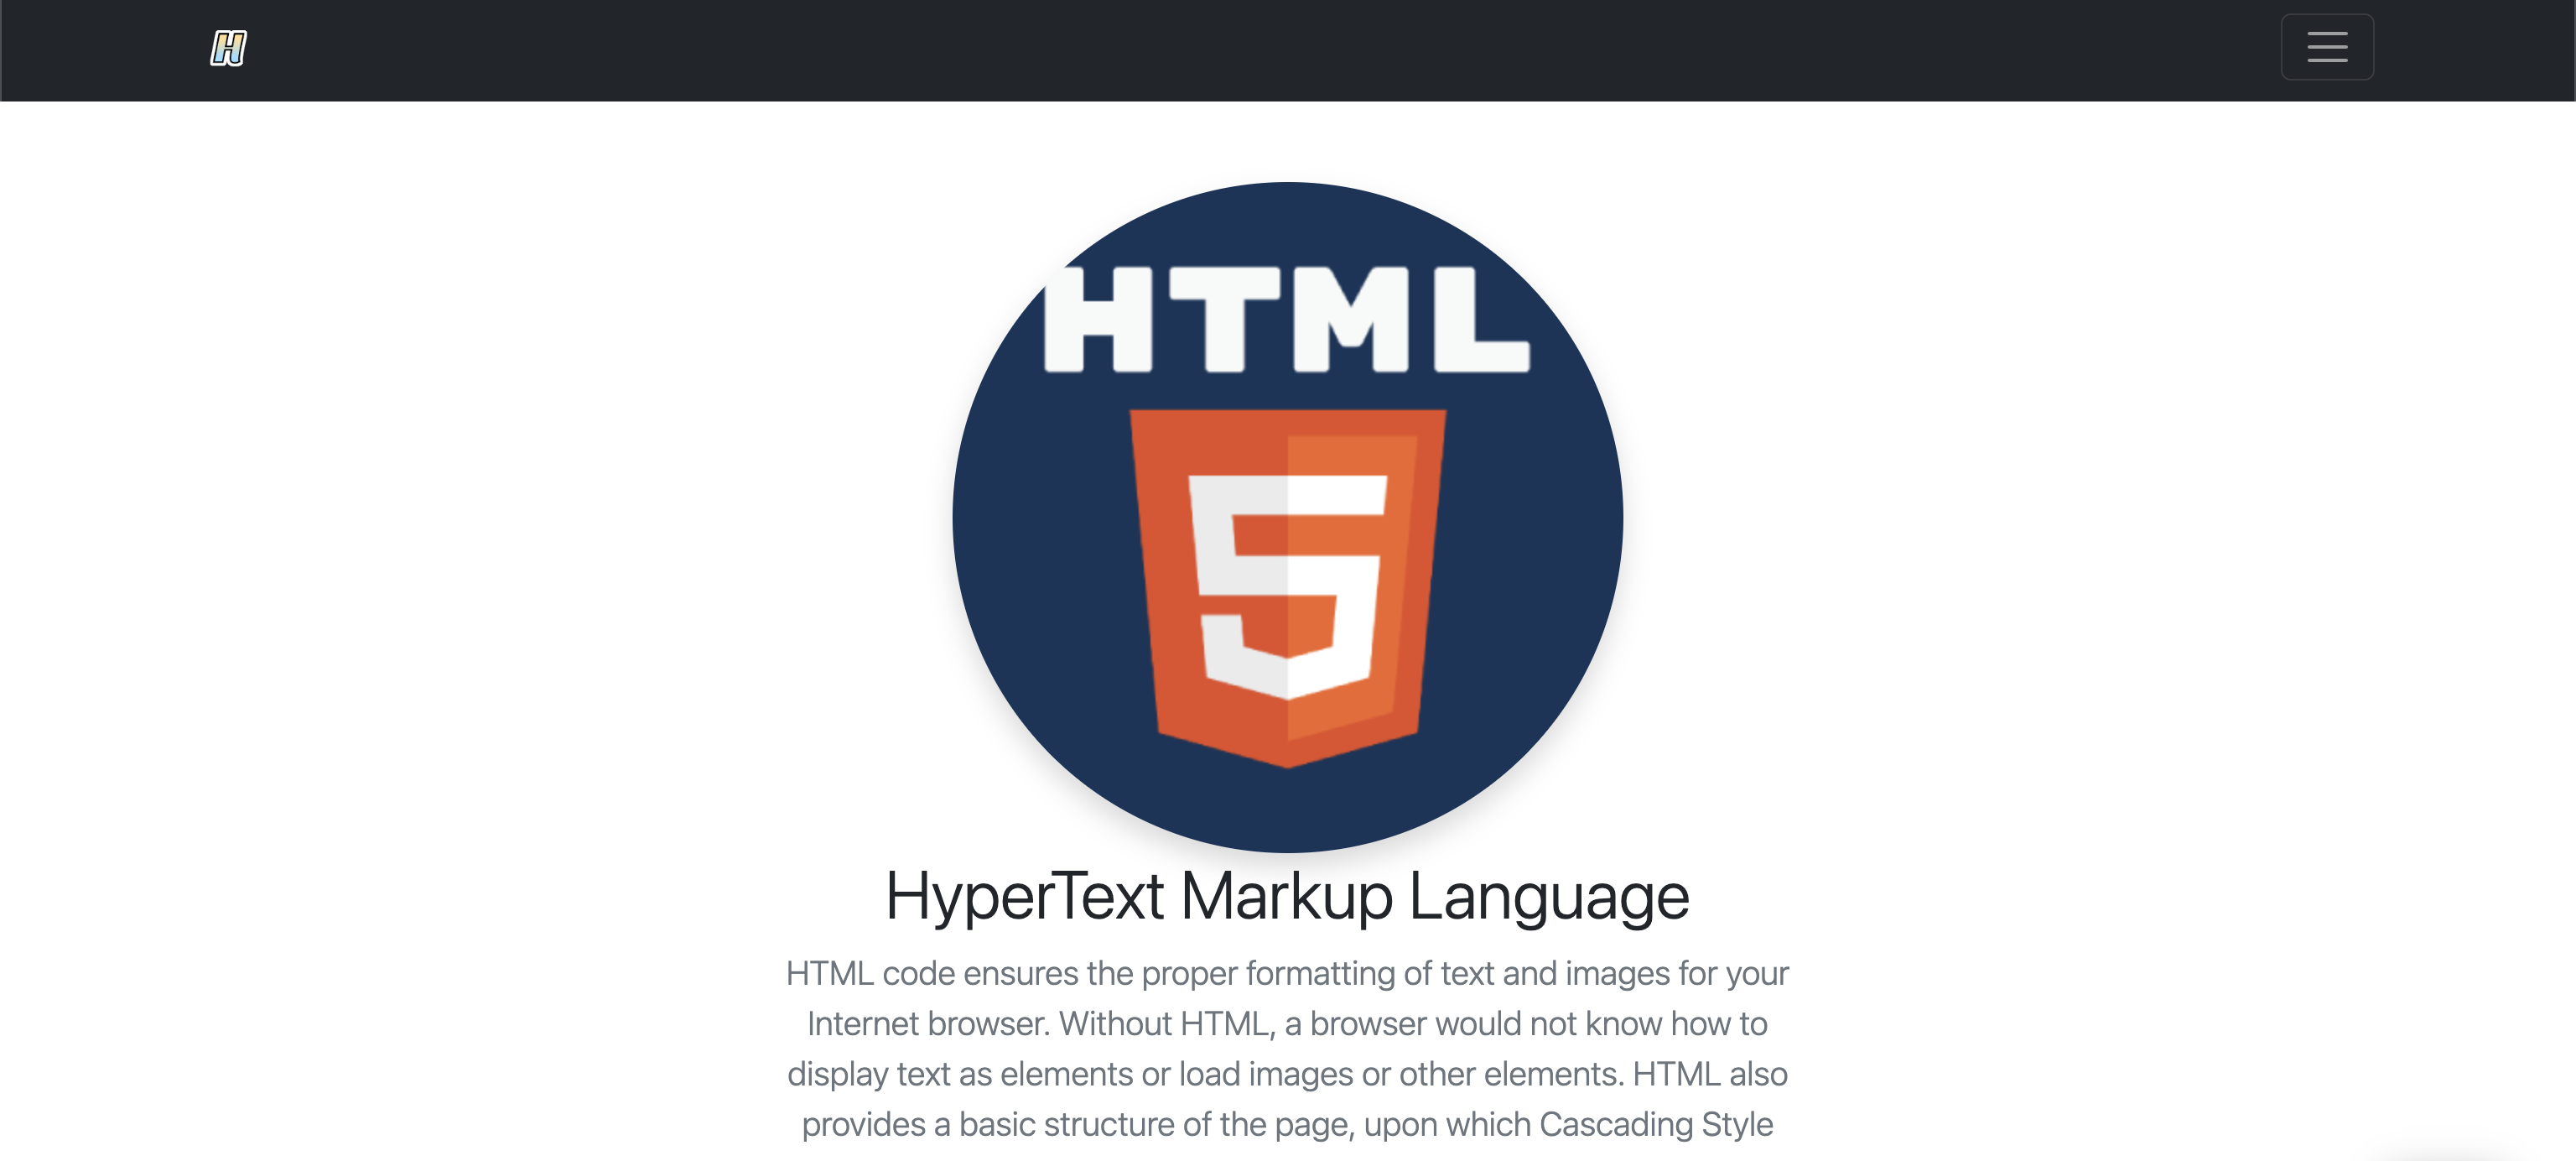 H
HTML
5
HyperText Markup Language
HTML code ensures the proper formatting of text and images for your
Internet browser. Without HTML, a browser would not know how to
display text as elements or load images or other elements. HTML also
provides a basic structure of the page, upon which Cascading Style